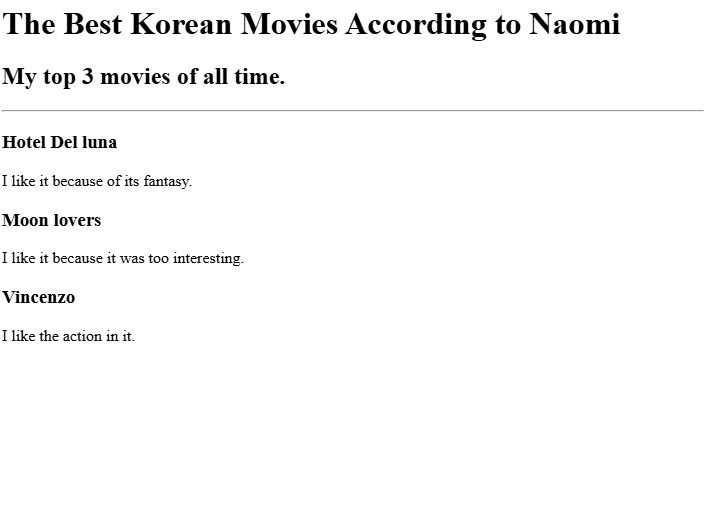 The Best Korean Movies According to Naomi
My top 3 movies of all time.
Hotel Del luna
I like it because of its fantasy.
Moon lovers
I like it because it was too interesting.
Vincenzo
I like the action in it.